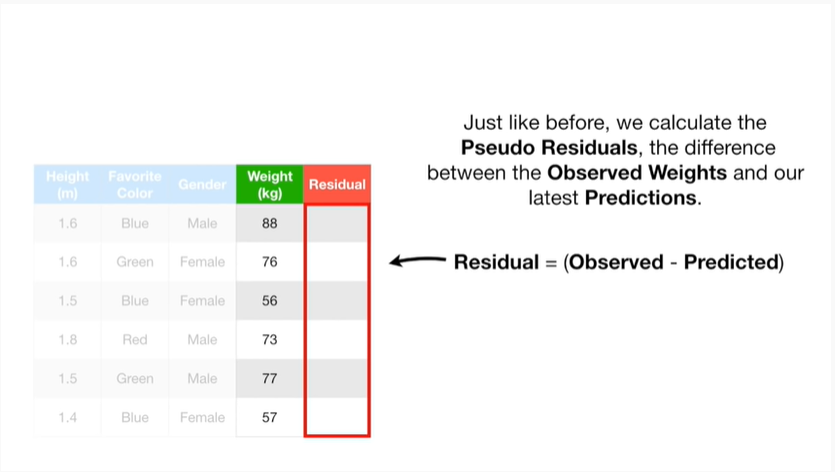 Just like before, we calculate the
Pseudo Residuals, the difference
between the Observed Weights and our
latest Predictions.
Residual = (Observed - Predicted)
Height (m) Favorite Color Gender Weight (kg) Residual
1.6 Blue Male 88
1.6 Green Female 76
1.5 Blue Female 56
1.8 Red Male 73
1.5 Green Male 77
1.4 Blue Female 57